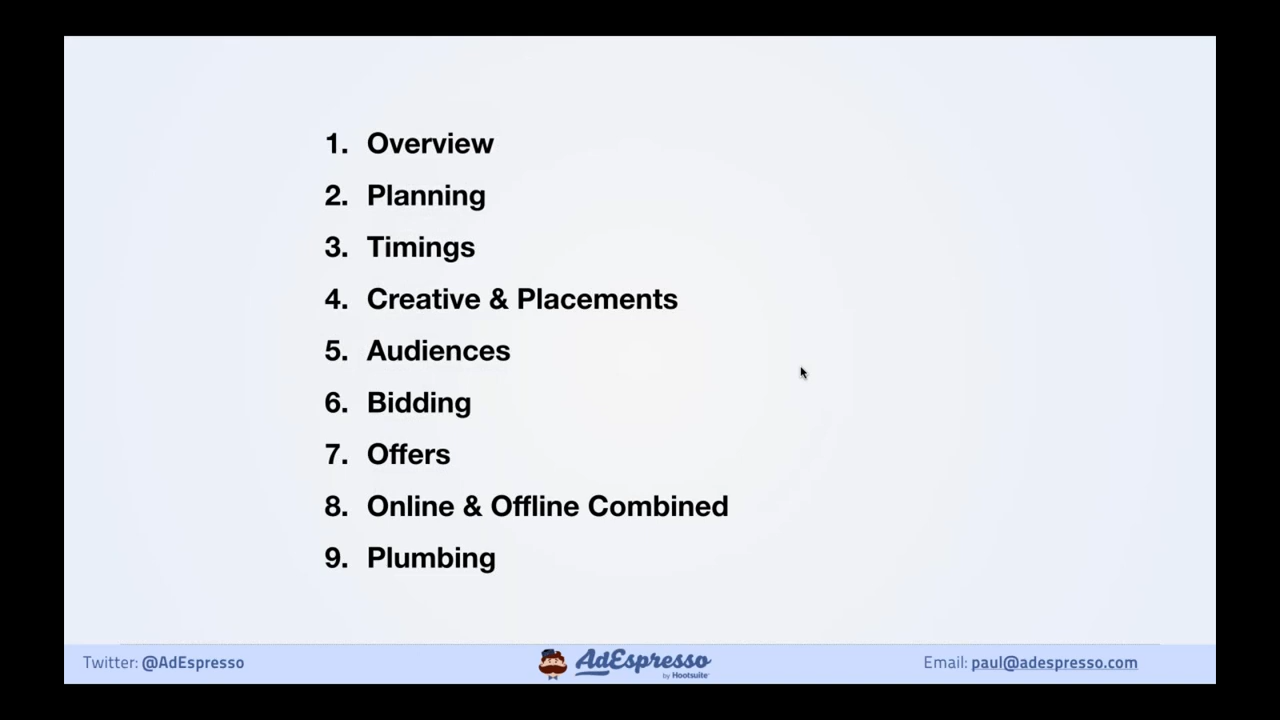 1. Overview
2. Planning
3. Timings
4. Creative & Placements
5. Audiences
6. Bidding
7. Offers
8. Online & Offline Combined
9. Plumbing
Twitter: @AdEspresso
AdEspresso
by Hootsuite
Email: paul@adespresso.com